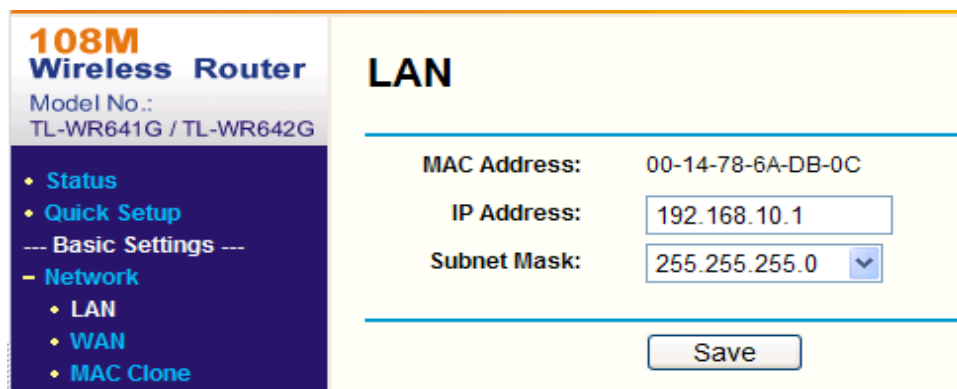 108M
Wireless Router
Model No.:
TL-WR641G / TL-WR642G
• Status
• Quick Setup
--- Basic Settings ---
– Network
• LAN
• WAN
• MAC Clone
LAN
MAC Address: 00-14-78-6A-DB-0C
IP Address: 192.168.10.1
Subnet Mask: 255.255.255.0
Save